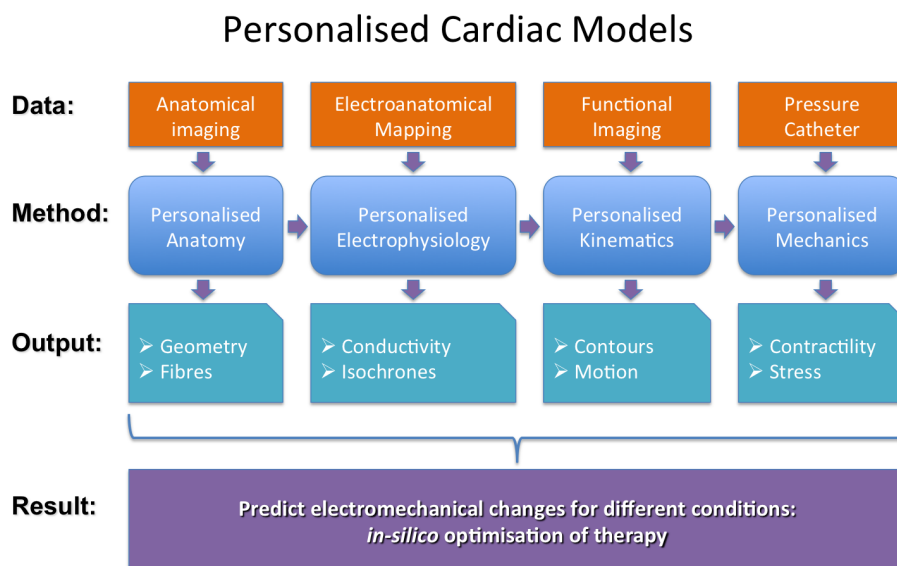 Personalised Cardiac Models
Data:
Anatomical
imaging
Electroanatomical
Mapping
Functional
Imaging
Pressure
Catheter
Method:
Personalised
Anatomy
Personalised
Electrophysiology
Personalised
Kinematics
Personalised
Mechanics
Output:
➢ Geometry
➢ Fibres
➢ Conductivity
➢ Isochrones
➢ Contours
➢ Motion
➢ Contractility
➢ Stress
Result:
Predict electromechanical changes for different conditions:
in-silico optimisation of therapy